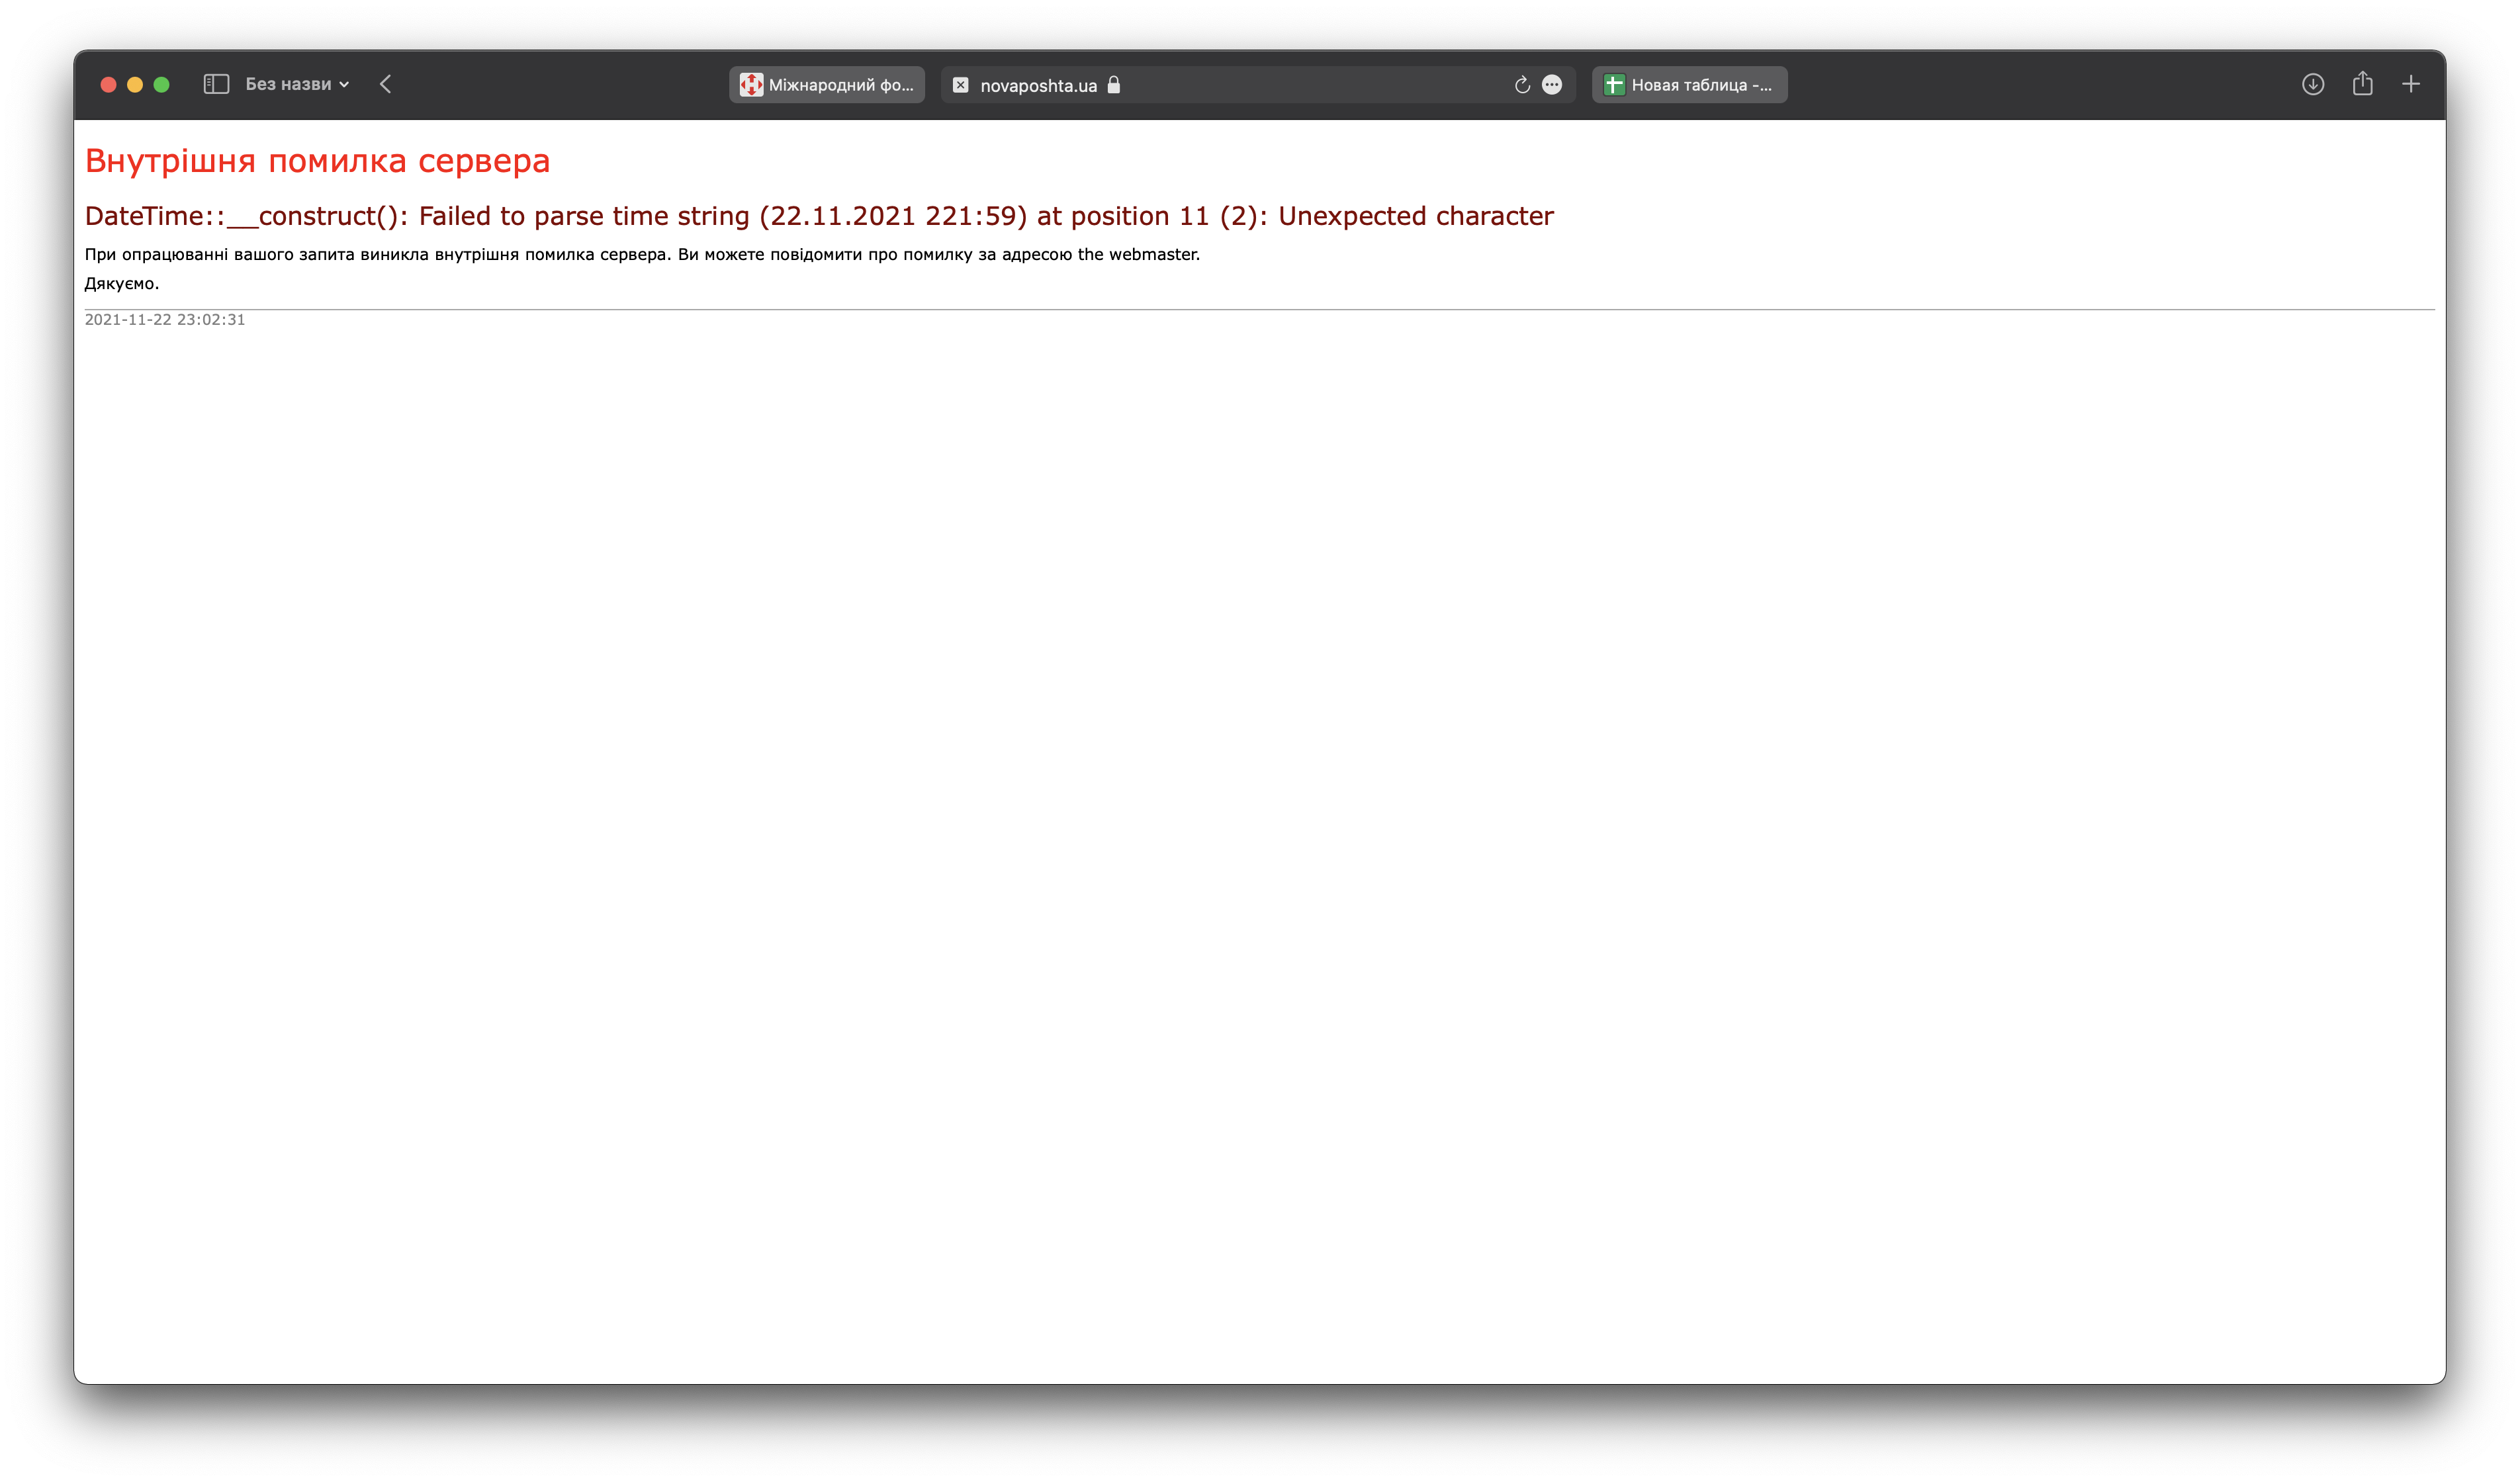 Без назви
Міжнародний фо...
novaposhta.ua
Новая таблица -...
Внутрішня помилка сервера
DateTime::__construct(): Failed to parse time string (22.11.2021 221:59) at position 11 (2): Unexpected character
При опрацюванні вашого запита виникла внутрішня помилка сервера. Ви можете повідомити про помилку за адресою the webmaster.
Дякуємо.
2021-11-22 23:02:31